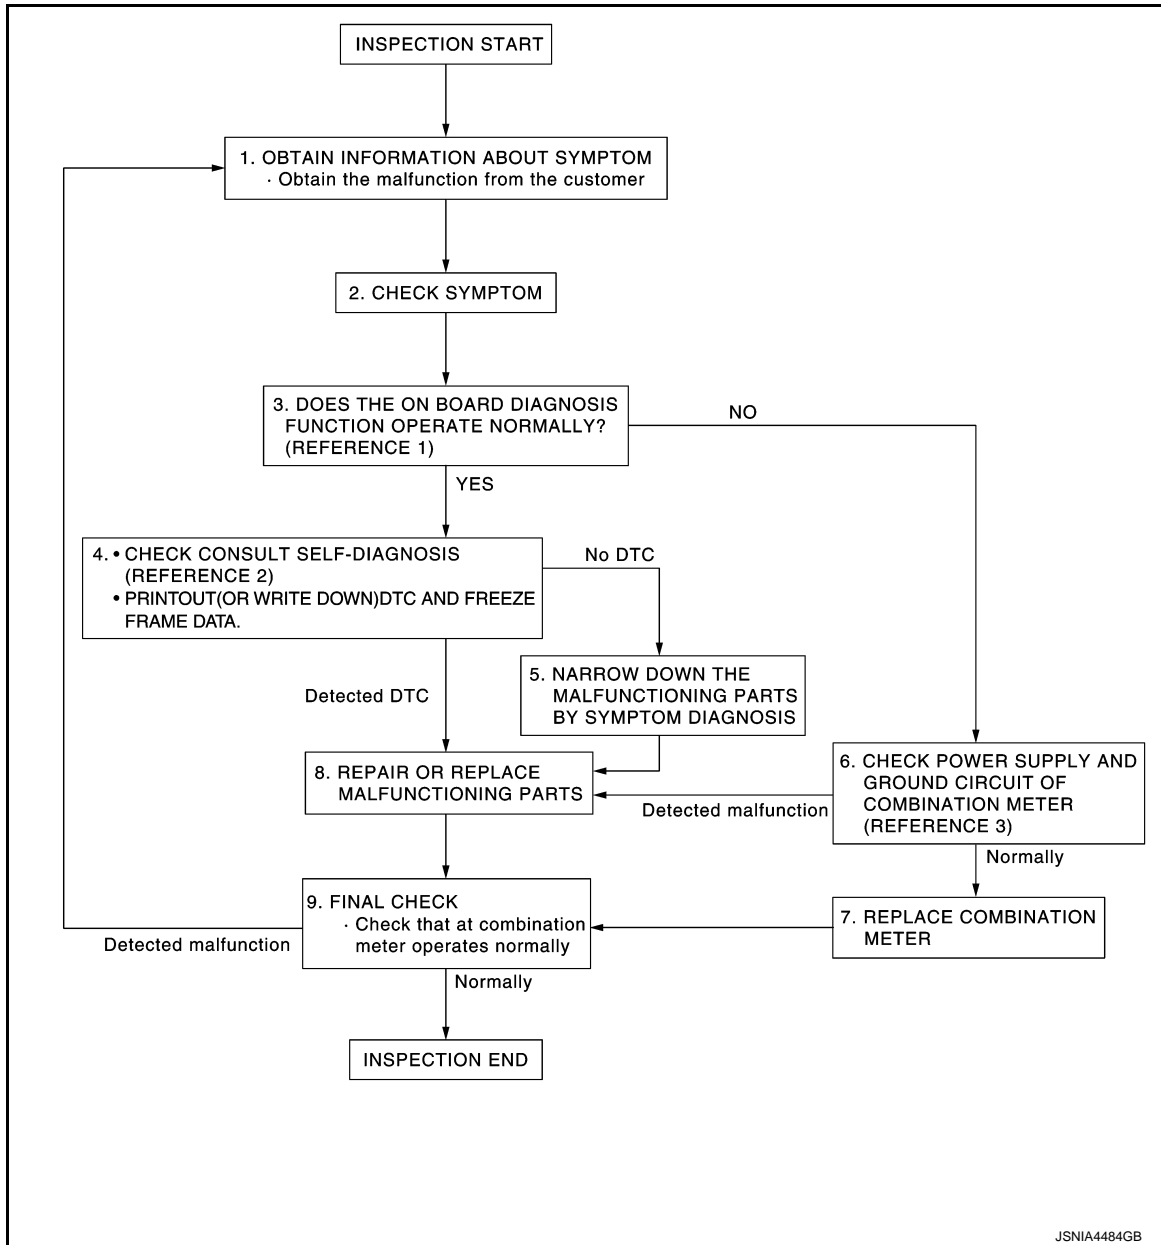 INSPECTION START
1. OBTAIN INFORMATION ABOUT SYMPTOM
· Obtain the malfunction from the customer
2. CHECK SYMPTOM
3. DOES THE ON BOARD DIAGNOSIS
FUNCTION OPERATE NORMALLY?
(REFERENCE 1)
NO
YES
4. • CHECK CONSULT SELF-DIAGNOSIS
(REFERENCE 2)
• PRINTOUT(OR WRITE DOWN)DTC AND FREEZE
FRAME DATA.
No DTC
Detected DTC
5. NARROW DOWN THE
MALFUNCTIONING PARTS
BY SYMPTOM DIAGNOSIS
8. REPAIR OR REPLACE
MALFUNCTIONING PARTS
6. CHECK POWER SUPPLY AND
GROUND CIRCUIT OF
COMBINATION METER
(REFERENCE 3)
Detected malfunction
Normally
9. FINAL CHECK
· Check that at combination
meter operates normally
7. REPLACE COMBINATION
METER
Detected malfunction
Normally
INSPECTION END
JSNIA4484GB